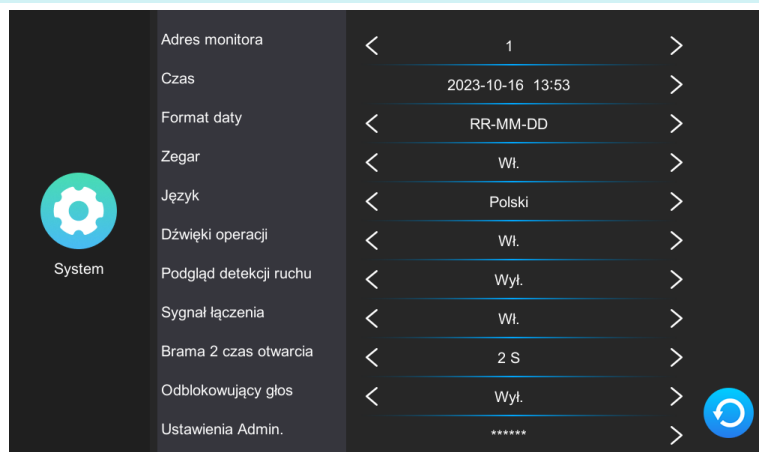 System
Adres monitora 1
Czas 2023-10-16 13:53
Format daty RR-MM-DD
Zegar Wł.
Język Polski
Dźwięki operacji Wł.
Podgląd detekcji ruchu Wył.
Sygnał łączenia Wł.
Brama 2 czas otwarcia 2 S
Odblokowujący głos Wył.
Ustawienia Admin. ******